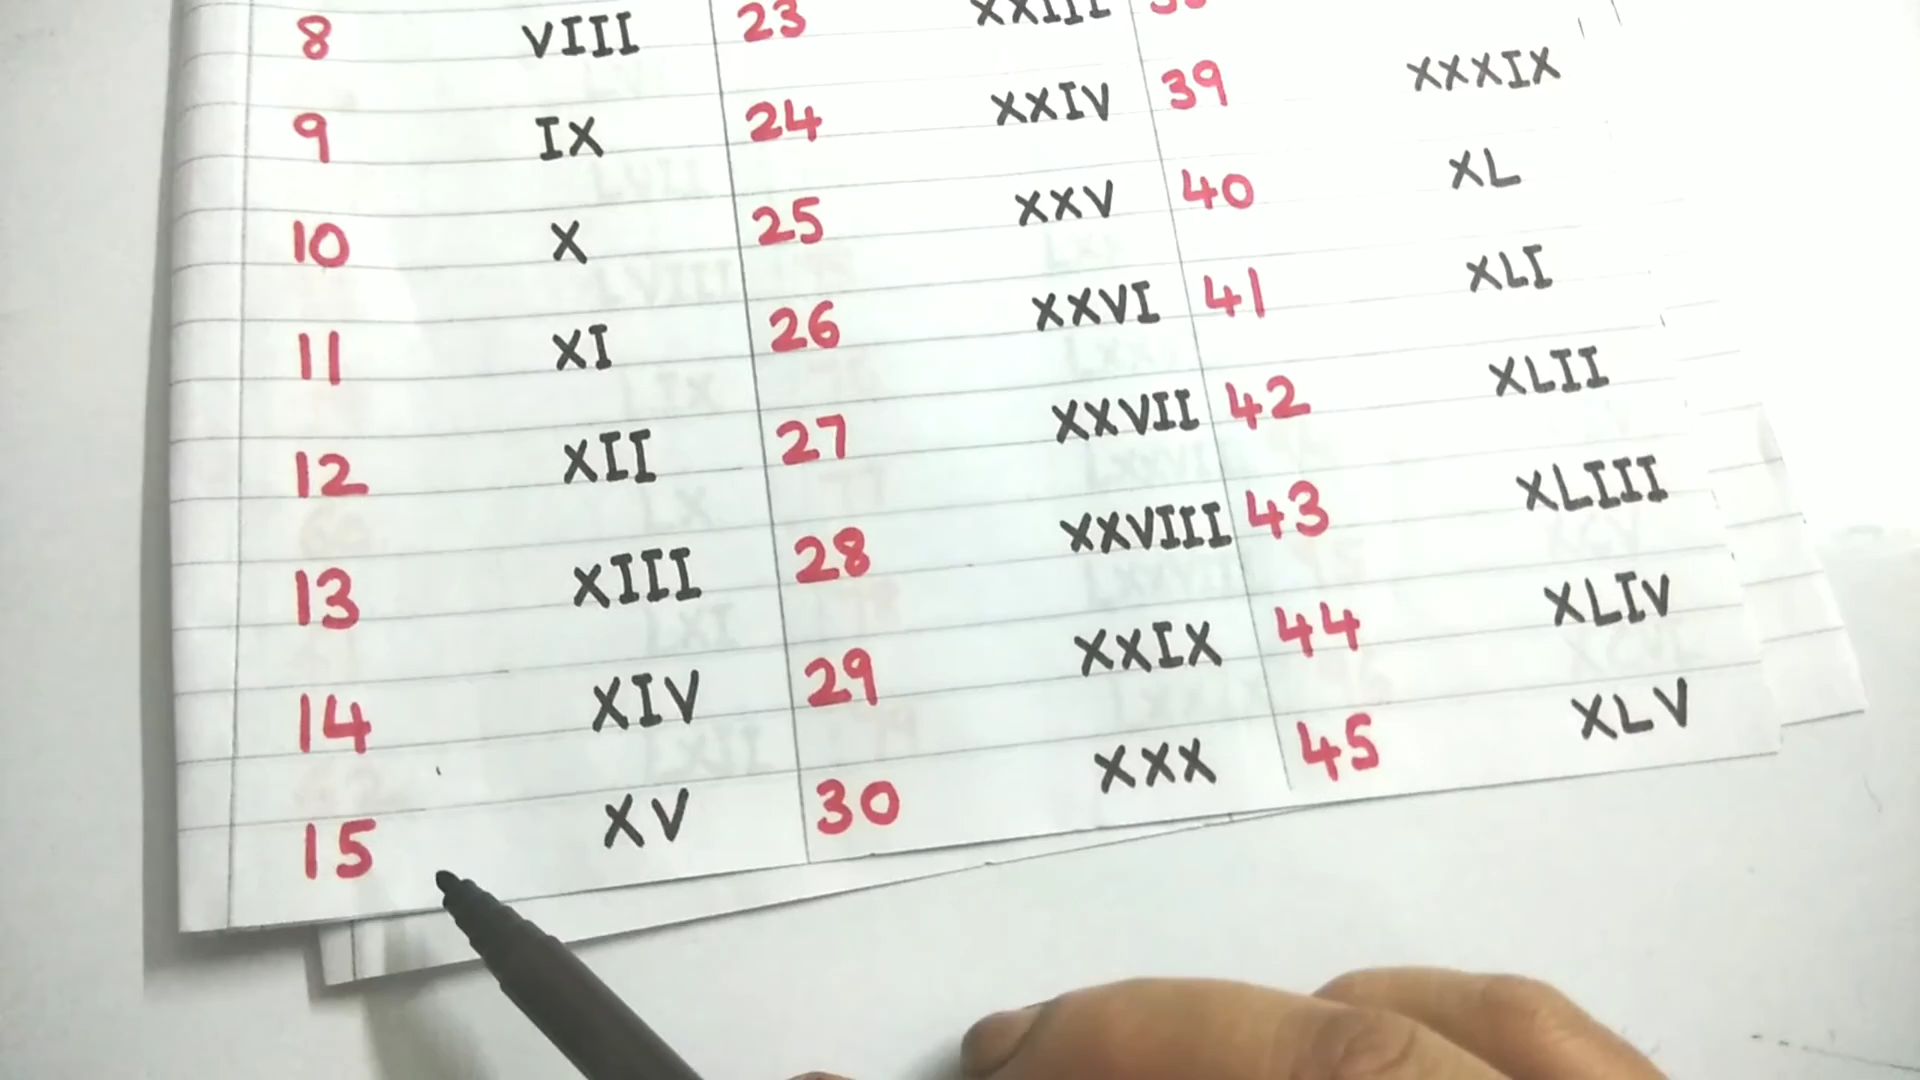 8 VIII 23 XXIII
9 IX 24 XXIV 39 XXXIX
10 X 25 XXV 40 XL
11 XI 26 XXVI 41 XLI
12 XII 27 XXVII 42 XLII
13 XIII 28 XXVIII 43 XLIII
14 XIV 29 XXIX 44 XLIV
15 XV 30 XXX 45 XLV